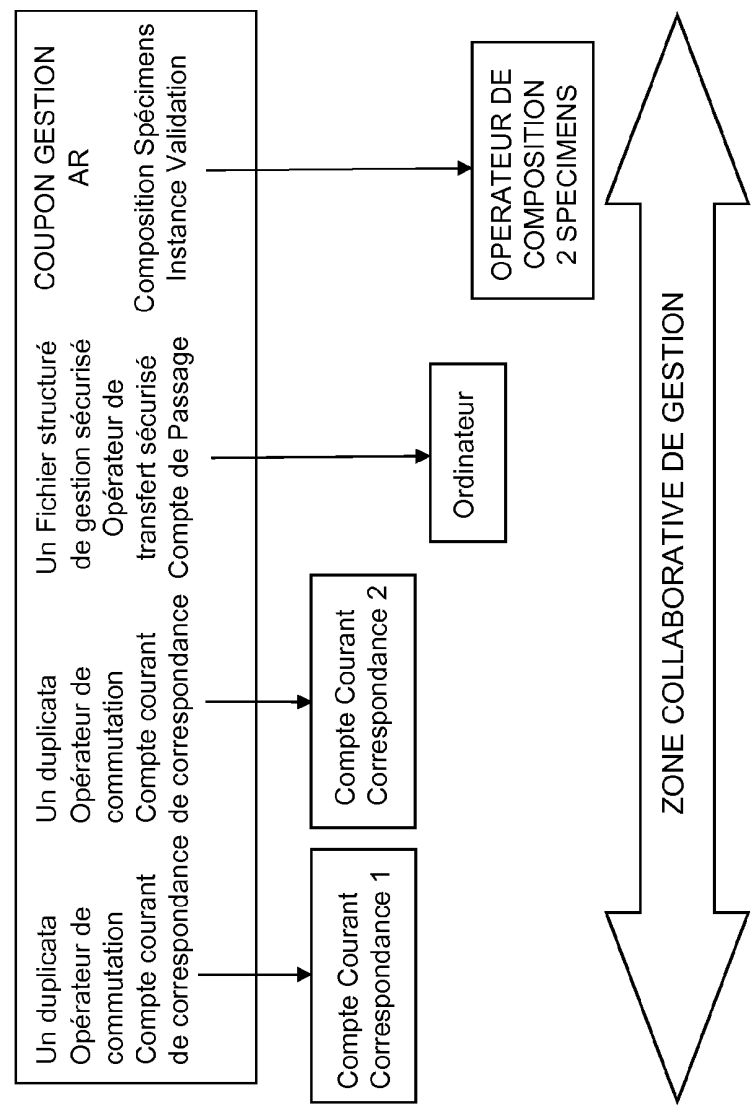 Un duplicata
Opérateur de
commutation
Compte courant
de correspondance
Un duplicata
Opérateur de
commutation
Compte courant
de correspondance
Un Fichier structuré
de gestion sécurisé
Opérateur de
transfert sécurisé
Compte de Passage
COUPON GESTION
AR
Composition Spécimens
Instance Validation
Compte Courant
Correspondance 1
Compte Courant
Correspondance 2
Ordinateur
OPERATEUR DE
COMPOSITION
2 SPECIMENS
ZONE COLLABORATIVE DE GESTION